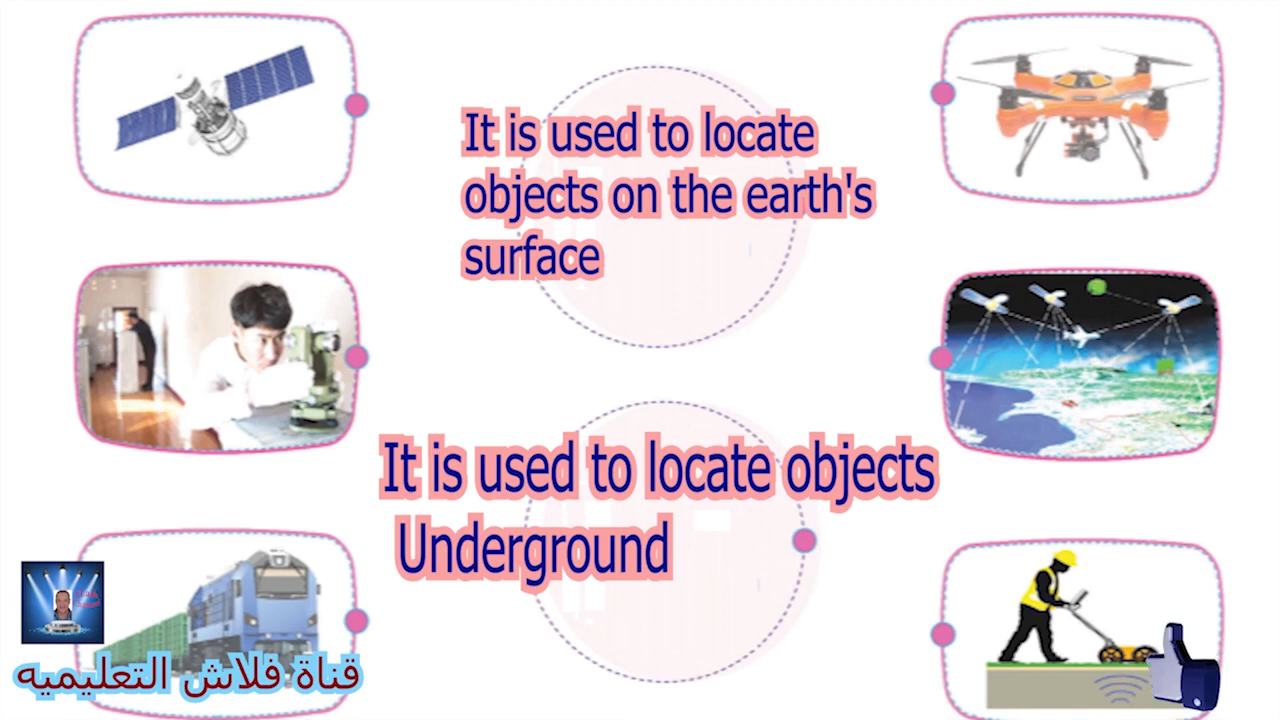 It is used to locate
objects on the earth's
surface
It is used to locate objects
Underground
قناة فلاش التعليميه